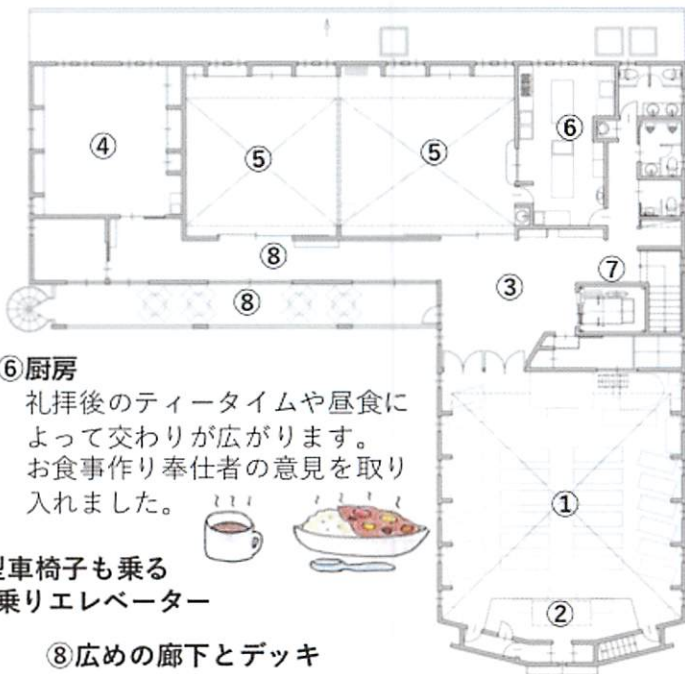 ④
⑤
⑤
⑥
⑧
③
⑦
⑧
①
②
⑥厨房
礼拝後のティータイムや昼食に
よって交わりが広がります。
お食事作り奉仕者の意見を取り
入れました。
型車椅子も乗る
乗りエレベーター
⑧広めの廊下とデッキ